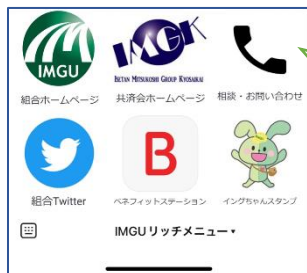 IMGU
IMGK
ISETAN MITSUKOSHI GROUP KYOSAIKAI
組合ホームページ
共済会ホームページ
相談・お問い合わせ
B
組合Twitter
ベネフィットステーション
イングちゃんスタンプ
IMGUリッチメニュー▾